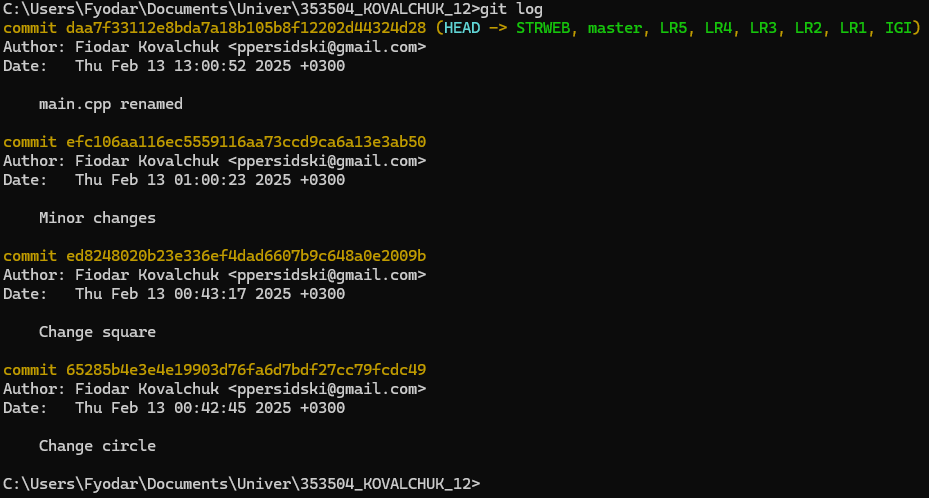 C:\Users\Fyodar\Documents\Univer\353504_KOVALCHUK_12>git log
commit daa7f33112e8bda7a18b105b8f12202d44324d28 (HEAD -> STRWEB, master, LR5, LR4, LR3, LR2, LR1, IGI)
Author: Fiodar Kovalchuk <ppersidski@gmail.com>
Date:   Thu Feb 13 13:00:52 2025 +0300
main.cpp renamed
commit efc106aa116ec5559116aa73ccd9ca6a13e3ab50
Author: Fiodar Kovalchuk <ppersidski@gmail.com>
Date:   Thu Feb 13 01:00:23 2025 +0300
Minor changes
commit ed8248020b23e336ef4dad6607b9c648a0e2009b
Author: Fiodar Kovalchuk <ppersidski@gmail.com>
Date:   Thu Feb 13 00:43:17 2025 +0300
Change square
commit 65285b4e3e4e19903d76fa6d7bdf27cc79fcdc49
Author: Fiodar Kovalchuk <ppersidski@gmail.com>
Date:   Thu Feb 13 00:42:45 2025 +0300
Change circle
C:\Users\Fyodar\Documents\Univer\353504_KOVALCHUK_12>